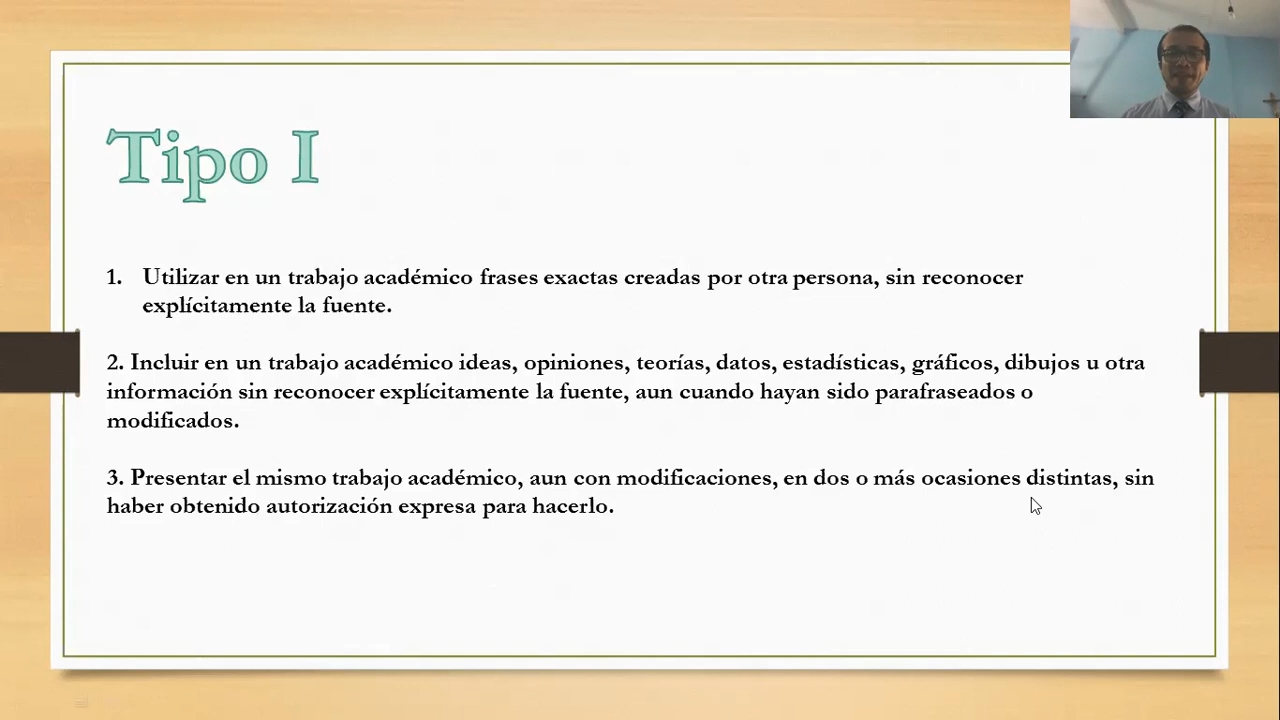 Tipo I
1. Utilizar en un trabajo académico frases exactas creadas por otra persona, sin reconocer
explícitamente la fuente.
2. Incluir en un trabajo académico ideas, opiniones, teorías, datos, estadísticas, gráficos, dibujos u otra
información sin reconocer explícitamente la fuente, aun cuando hayan sido parafraseados o
modificados.
3. Presentar el mismo trabajo académico, aun con modificaciones, en dos o más ocasiones distintas, sin
haber obtenido autorización expresa para hacerlo.